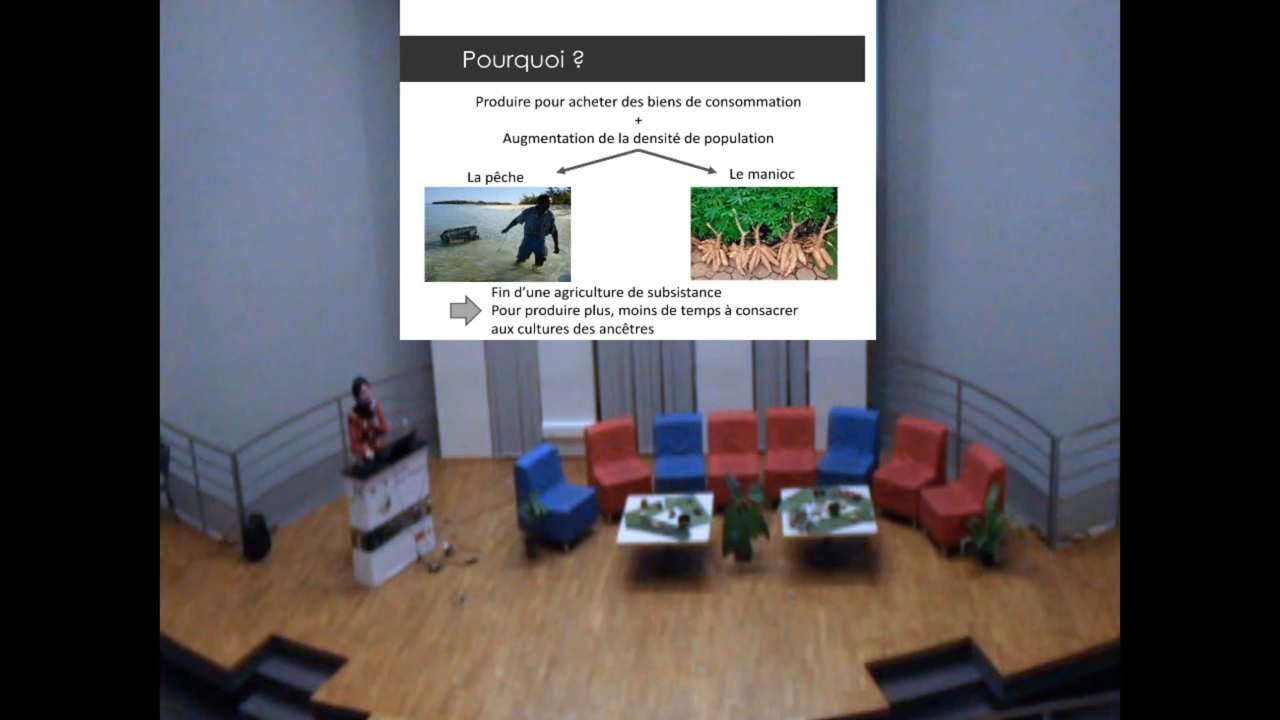 Pourquoi ?
Produire pour acheter des biens de consommation
+
Augmentation de la densité de population
La pêche
Le manioc
Fin d'une agriculture de subsistance
Pour produire plus, moins de temps à consacrer
aux cultures des ancêtres